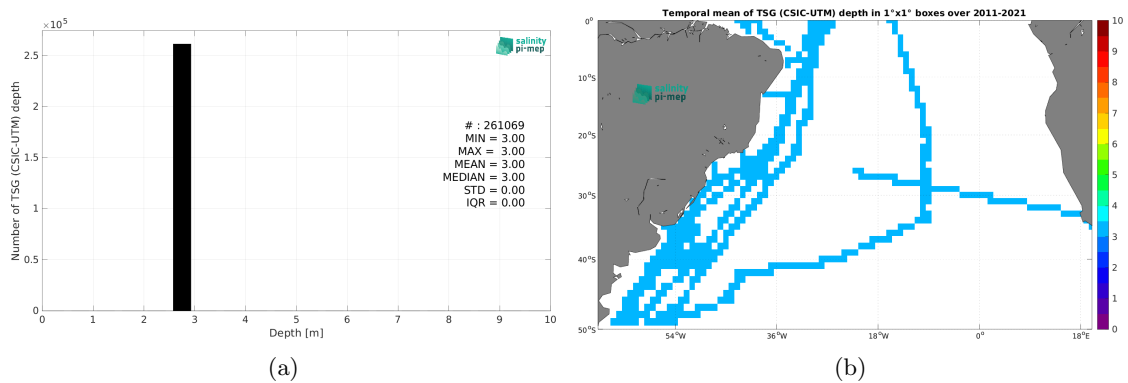 ×10⁵
2.5
2
1.5
1
0.5
0
Number of TSG (CSIC-UTM) depth
salinity
pi-mep
# : 261069
MIN = 3.00
MAX = 3.00
MEAN = 3.00
MEDIAN = 3.00
STD = 0.00
IQR = 0.00
0 1 2 3 4 5 6 7 8 9 10
Depth [m]
(a)
Temporal mean of TSG (CSIC-UTM) depth in 1°x1° boxes over 2011-2021
0°
10°S
20°S
30°S
40°S
50°S
salinity
pi-mep
54°W 36°W 18°W 0° 18°E
10
9
8
7
6
5
4
3
2
1
0
(b)